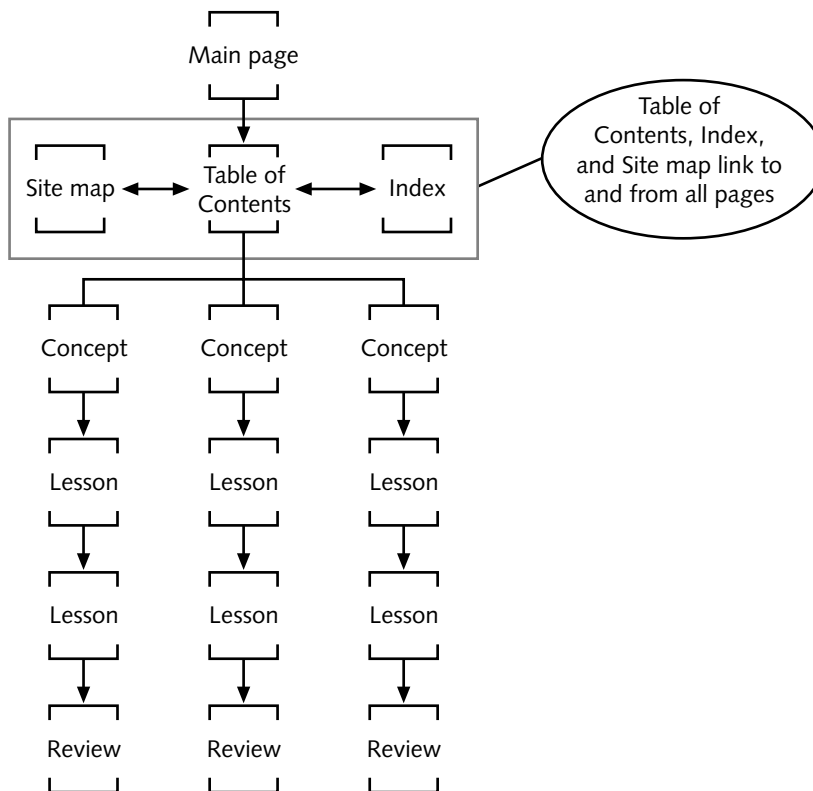 Main page
Table of
Contents, Index,
and Site map link to
and from all pages
Site map
Table of
Contents
Index
Concept
Concept
Concept
Lesson
Lesson
Lesson
Lesson
Lesson
Lesson
Review
Review
Review